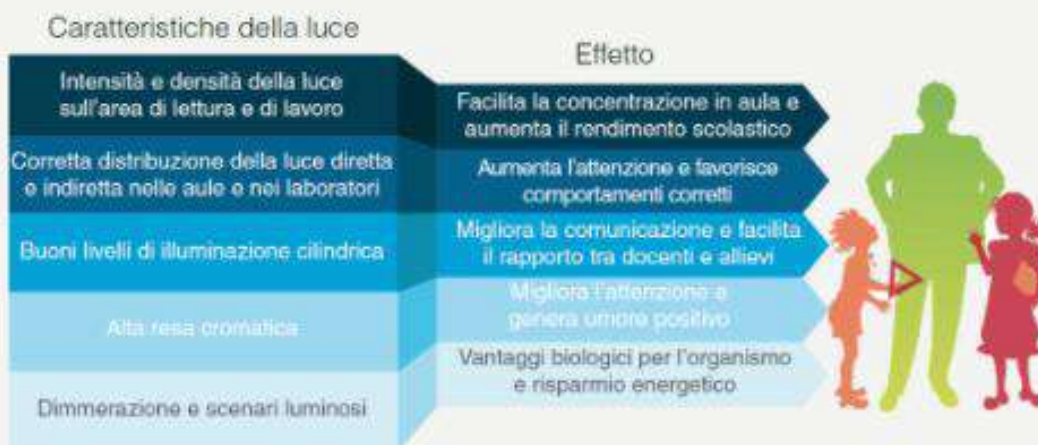 Caratteristiche della luce
Intensità e densità della luce
sull'area di lettura e di lavoro
Corretta distribuzione della luce diretta
e indiretta nelle aule e nei laboratori
Buoni livelli di illuminazione cilindrica
Alta resa cromatica
Dimmerazione e scenari luminosi
Effetto
Facilita la concentrazione in aula e
aumenta il rendimento scolastico
Aumenta l'attenzione e favorisce
comportamenti corretti
Migliora la comunicazione e facilita
il rapporto tra docenti e allievi
Migliora l'attenzione e
genera umore positivo
Vantaggi biologici per l'organismo
e risparmio energetico